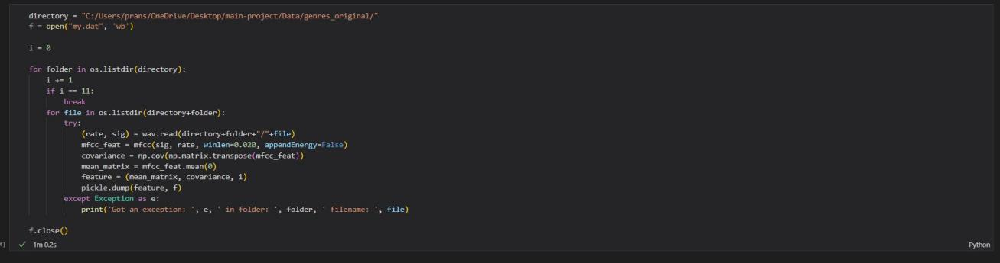 directory = "C:/Users/prans/OneDrive/Desktop/main-project/Data/genres_original/"
f = open("my.dat", 'wb')
i = 0
for folder in os.listdir(directory):
    i += 1
    if i == 11:
        break
    for file in os.listdir(directory+folder):
        try:
            (rate, sig) = wav.read(directory+folder+"/"+file)
            mfcc_feat = mfcc(sig, rate, winlen=0.020, appendEnergy=False)
            covariance = np.cov(np.matrix.transpose(mfcc_feat))
            mean_matrix = mfcc_feat.mean(0)
            feature = (mean_matrix, covariance, i)
            pickle.dump(feature, f)
        except Exception as e:
            print('Got an exception: ', e, ' in folder: ', folder, ' filename: ', file)
f.close()
✓ 1m 0.2s
Python